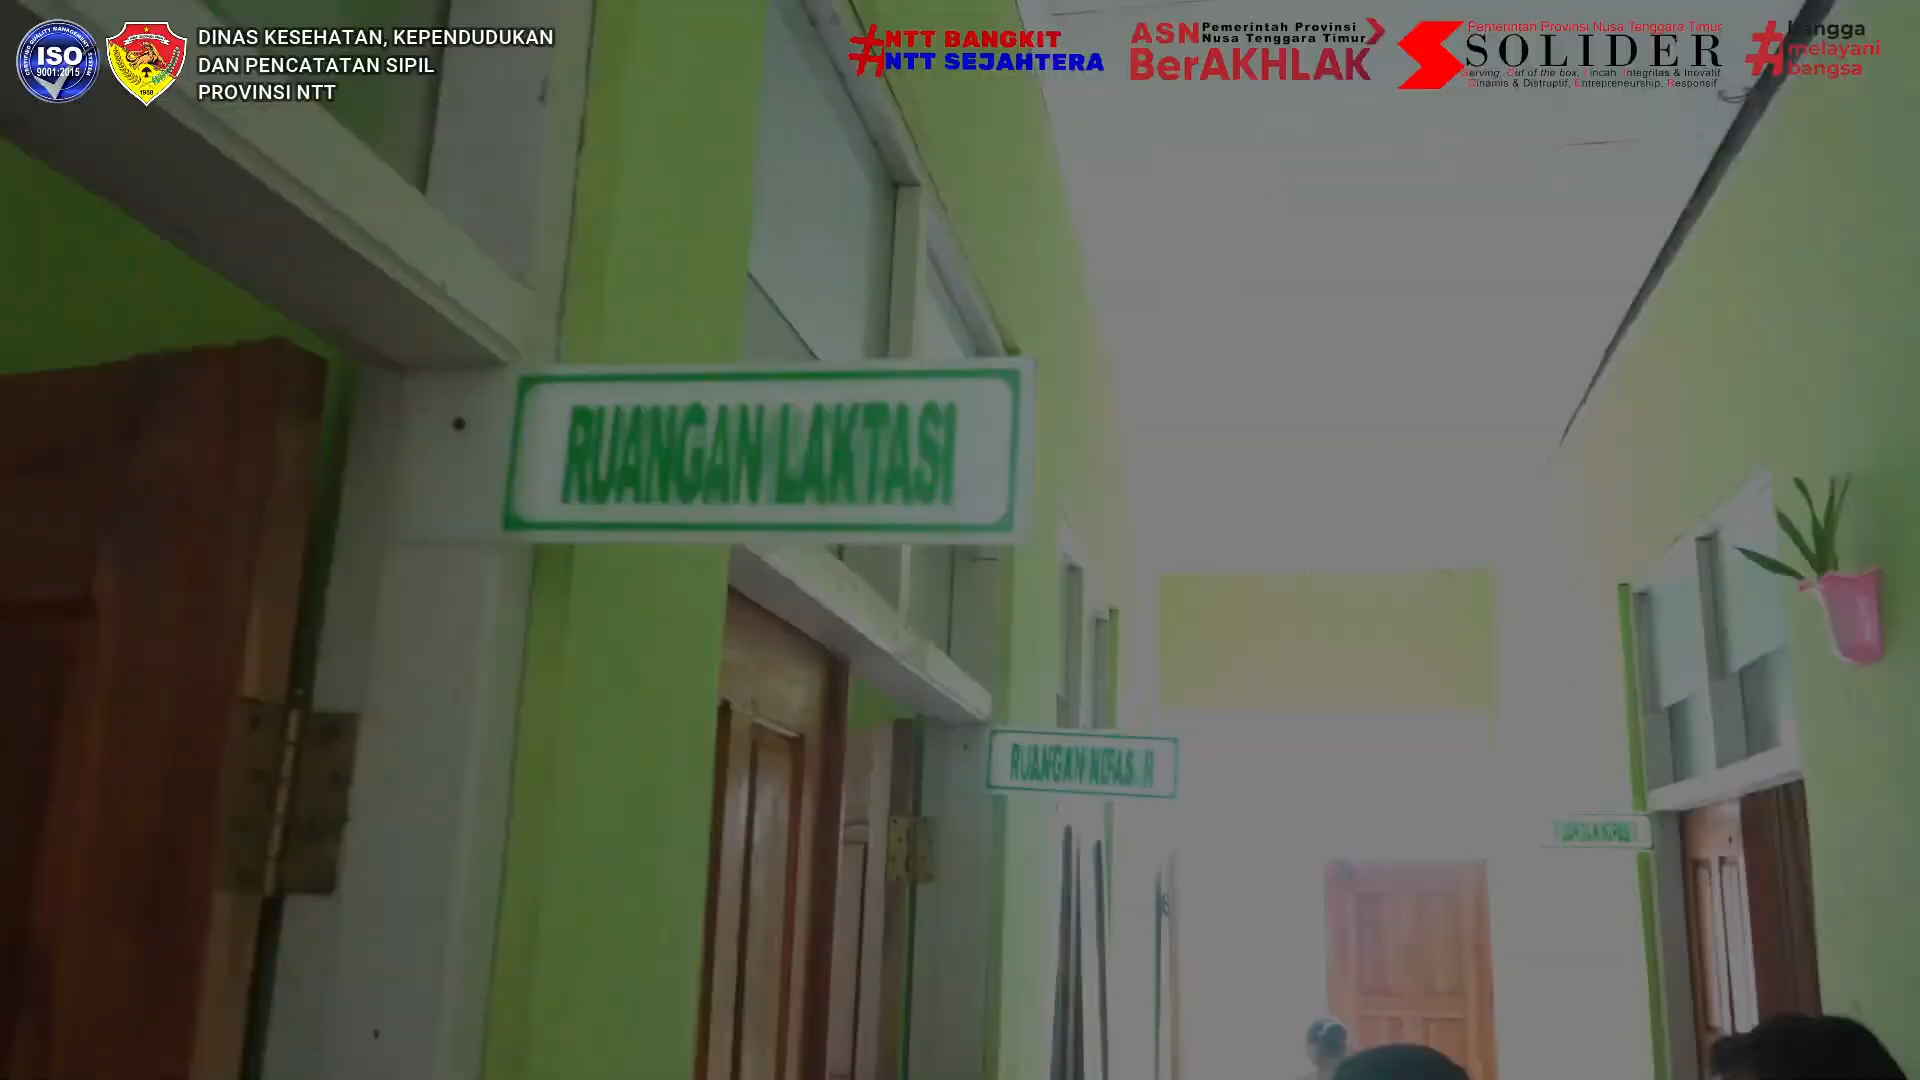 ISO
9001:2015
DINAS KESEHATAN, KEPENDUDUKAN
DAN PENCATATAN SIPIL
PROVINSI NTT
#NTT BANGKIT
#NTT SEJAHTERA
ASN Pemerintah Provinsi
Nusa Tenggara Timur
BerAKHLAK
Pemerintah Provinsi Nusa Tenggara Timur
SOLIDER
Serving, Out of the box, Lincah, Integritas & Inovatif
Dinamis & Distruptif, Entrepreneurship, Responsif
#bangga
melayani
bangsa
RUANGAN LAKTASI
RUANGAN